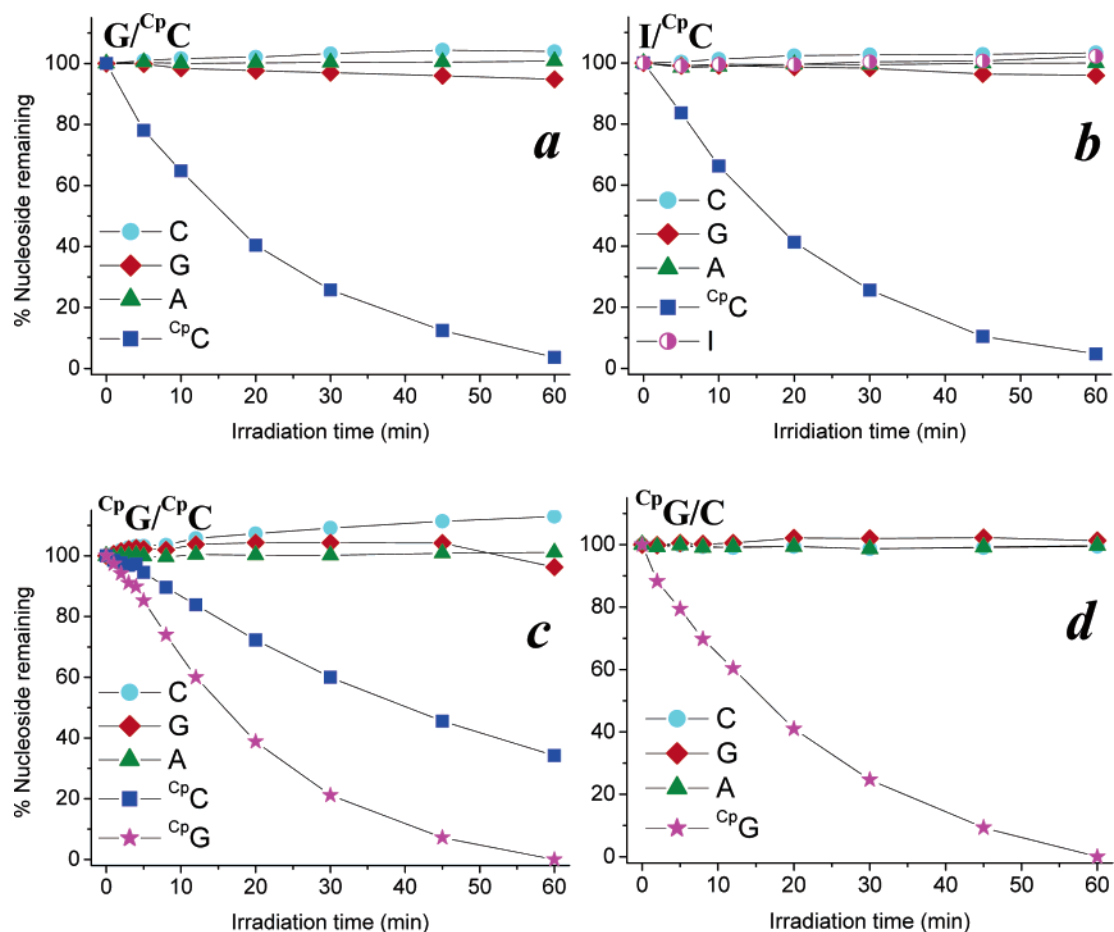 G/CpC
a
% Nucleoside remaining
100
80
60
40
20
0
C
G
A
CpC
0 10 20 30 40 50 60
Irradiation time (min)
I/CpC
b
100
80
60
40
20
0
C
G
A
CpC
I
0 10 20 30 40 50 60
Irridiation time (min)
CpG/CpC
c
% Nucleoside remaining
100
80
60
40
20
0
C
G
A
CpC
CpG
0 10 20 30 40 50 60
Irradiation time (min)
CpG/C
d
100
80
60
40
20
0
C
G
A
CpG
0 10 20 30 40 50 60
Irradiation time (min)